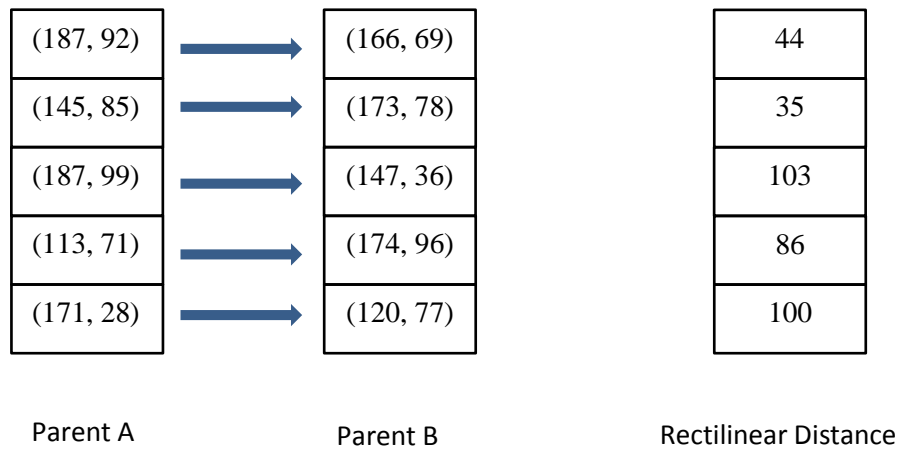 (187, 92) (166, 69) 44
(145, 85) (173, 78) 35
(187, 99) (147, 36) 103
(113, 71) (174, 96) 86
(171, 28) (120, 77) 100
Parent A Parent B Rectilinear Distance